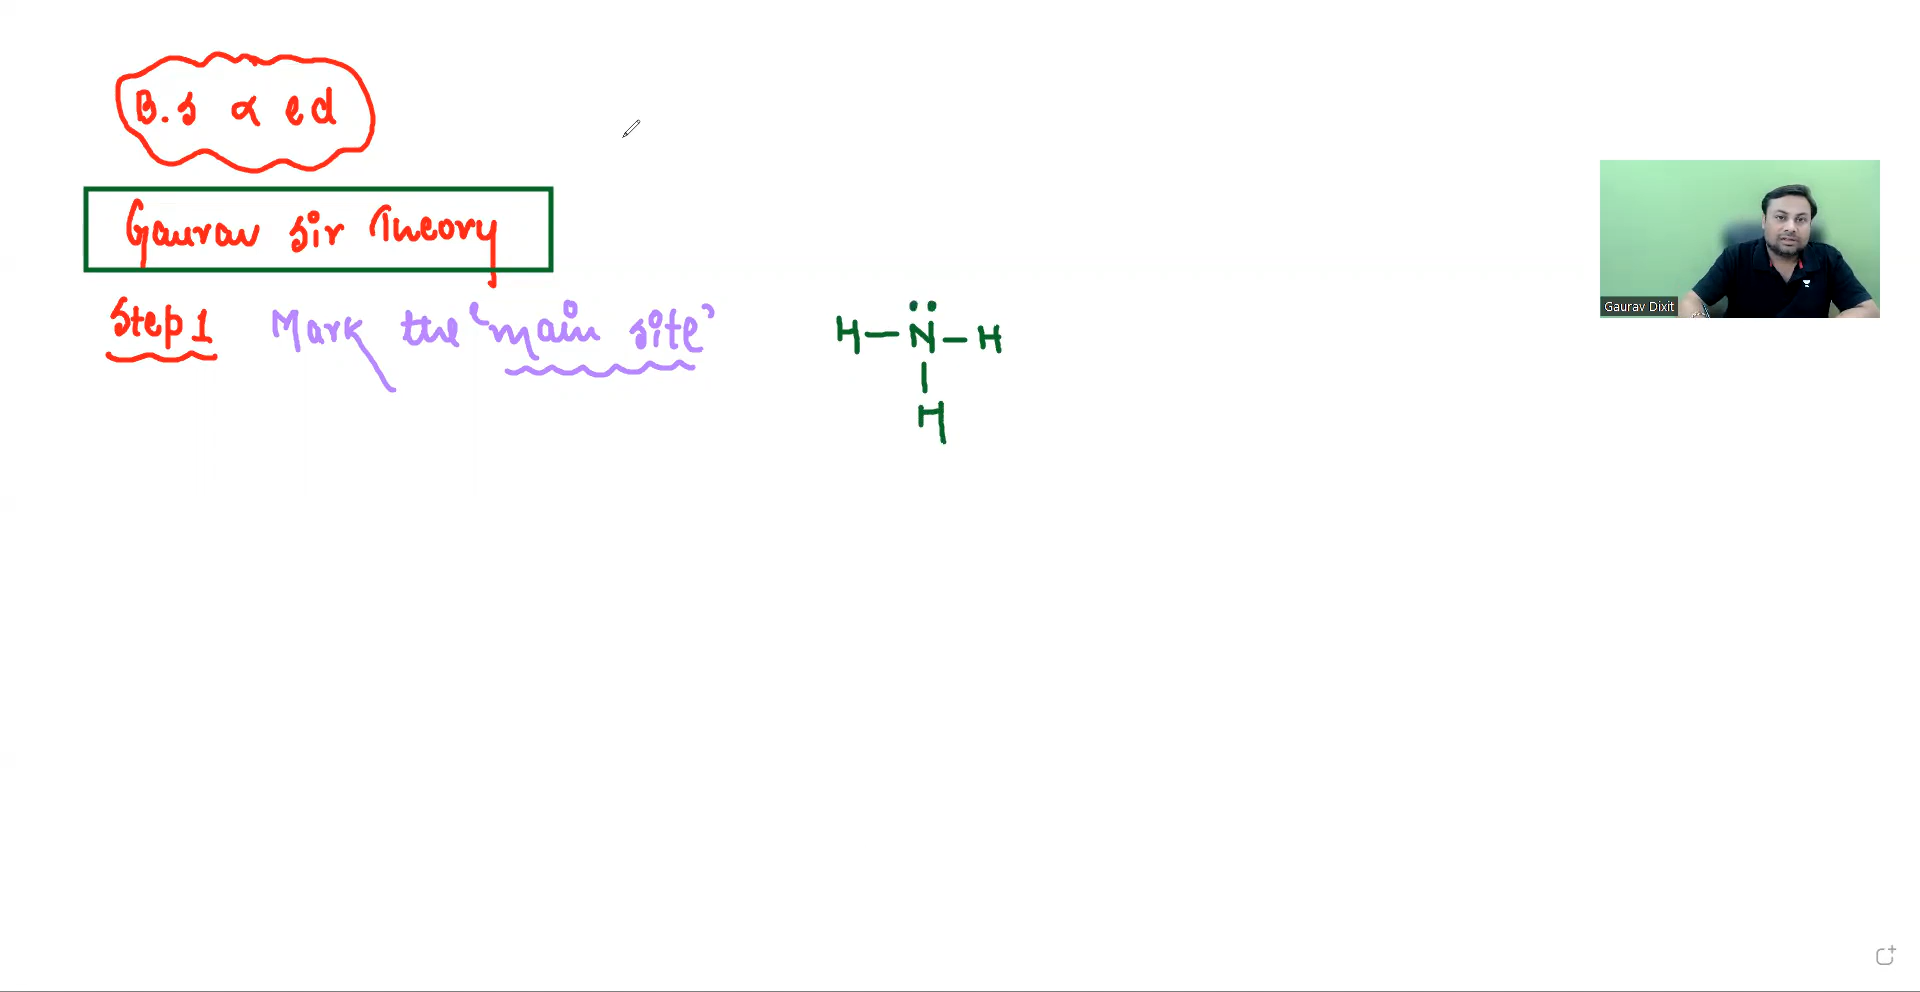 B.s α ed
Gaurav sir Theory
Step 1 Mark the 'main site'
H–N̈–H
|
H
Gaurav Dixit